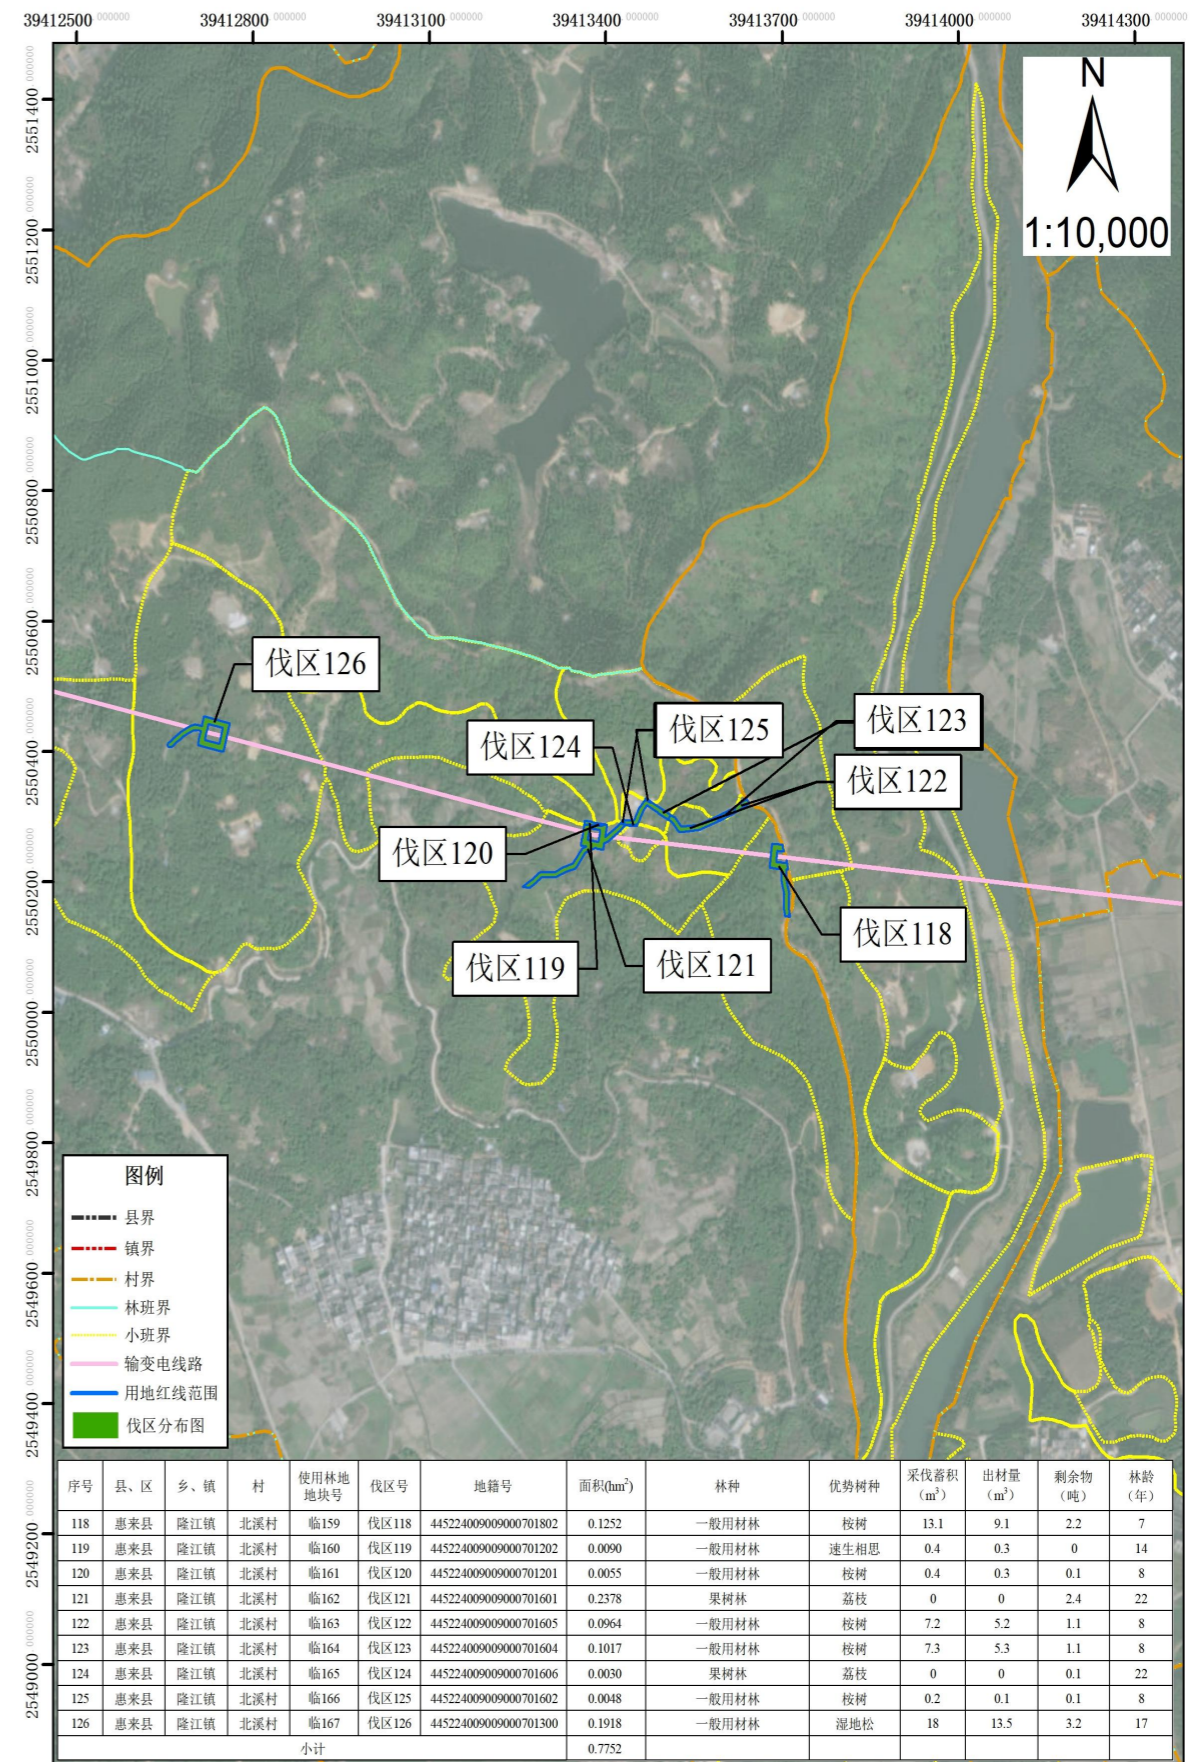 39412500.000000 39412800.000000 39413100.000000 39413400.000000 39413700.000000 39414000.000000 39414300.000000
2551400.000000
2551200.000000
2551000.000000
2550800.000000
2550600.000000
2550400.000000
2550200.000000
2550000.000000
2549800.000000
2549600.000000
2549400.000000
2549200.000000
2549000.000000
N
1:10,000
伐区126
伐区125
伐区123
伐区124
伐区122
伐区120
伐区118
伐区119
伐区121
图例
县界
镇界
村界
林班界
小班界
输变电线路
用地红线范围
伐区分布图
序号 县、区 乡、镇 村 使用林地地块号 伐区号 地籍号 面积(hm²) 林种 优势树种 采伐蓄积(m³) 出材量(m³) 剩余物(吨) 林龄(年)
118 惠来县 隆江镇 北溪村 临159 伐区118 445224009009000701802 0.1252 一般用材林 桉树 13.1 9.1 2.2 7
119 惠来县 隆江镇 北溪村 临160 伐区119 445224009009000701202 0.0090 一般用材林 速生相思 0.4 0.3 0 14
120 惠来县 隆江镇 北溪村 临161 伐区120 445224009009000701201 0.0055 一般用材林 桉树 0.4 0.3 0.1 8
121 惠来县 隆江镇 北溪村 临162 伐区121 445224009009000701601 0.2378 果树林 荔枝 0 0 2.4 22
122 惠来县 隆江镇 北溪村 临163 伐区122 445224009009000701605 0.0964 一般用材林 桉树 7.2 5.2 1.1 8
123 惠来县 隆江镇 北溪村 临164 伐区123 445224009009000701604 0.1017 一般用材林 桉树 7.3 5.3 1.1 8
124 惠来县 隆江镇 北溪村 临165 伐区124 445224009009000701606 0.0030 果树林 荔枝 0 0 0.1 22
125 惠来县 隆江镇 北溪村 临166 伐区125 445224009009000701602 0.0048 一般用材林 桉树 0.2 0.1 0.1 8
126 惠来县 隆江镇 北溪村 临167 伐区126 445224009009000701300 0.1918 一般用材林 湿地松 18 13.5 3.2 17
小计 0.7752